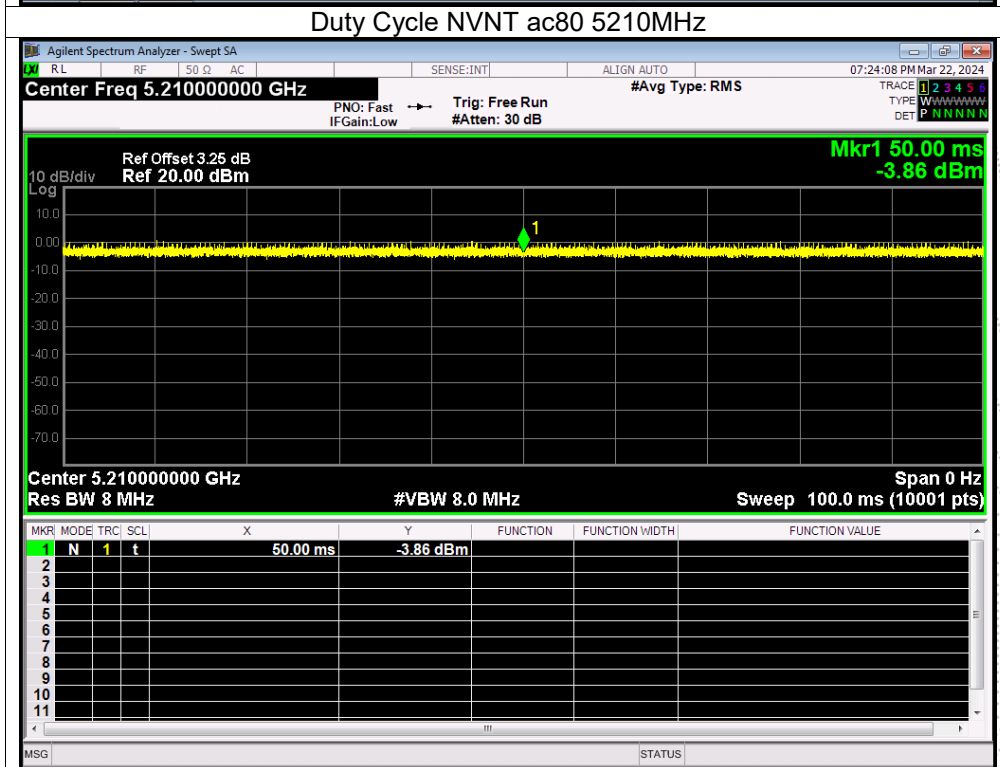 Duty Cycle NVNT ac80 5210MHz
Agilent Spectrum Analyzer - Swept SA
LXI RL RF 50 Ω AC SENSE:INT ALIGN AUTO 07:24:08 PM Mar 22, 2024
Center Freq 5.210000000 GHz #Avg Type: RMS TRACE 1 2 3 4 5 6
PNO: Fast Trig: Free Run TYPE WWWWWW
IFGain:Low #Atten: 30 dB DET P N N N N N
Mkr1 50.00 ms
Ref Offset 3.25 dB
10 dB/div Ref 20.00 dBm -3.86 dBm
Log
10.0
1
0.00
-10.0
-20.0
-30.0
-40.0
-50.0
-60.0
-70.0
Center 5.210000000 GHz Span 0 Hz
Res BW 8 MHz #VBW 8.0 MHz Sweep 100.0 ms (10001 pts)
MKR MODE TRC SCL X Y FUNCTION FUNCTION WIDTH FUNCTION VALUE
1 N 1 t 50.00 ms -3.86 dBm
2
3
4
5
6
7
8
9
10
11
MSG STATUS